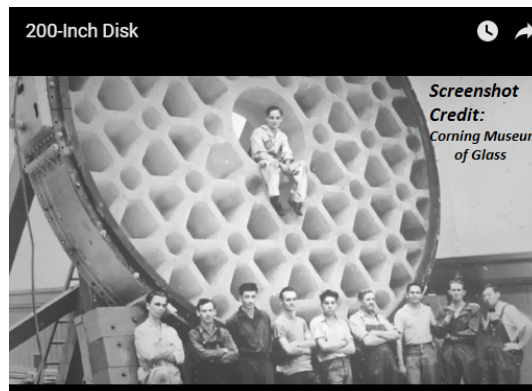 200-Inch Disk
Screenshot
Credit:
Corning Museum
of Glass